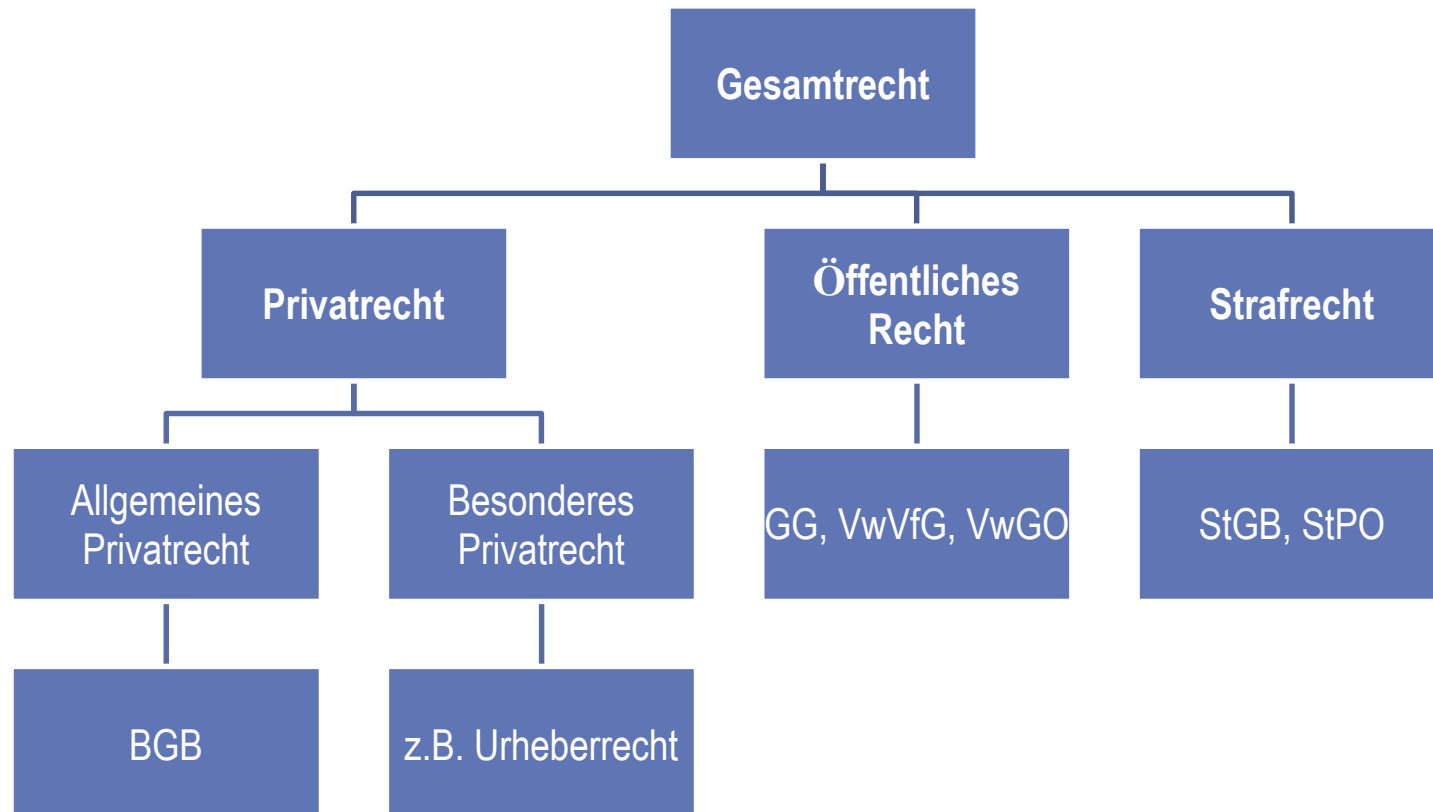 Gesamtrecht
Privatrecht
Öffentliches
Recht
Strafrecht
Allgemeines
Privatrecht
Besonderes
Privatrecht
GG, VwVfG, VwGO
StGB, StPO
BGB
z.B. Urheberrecht